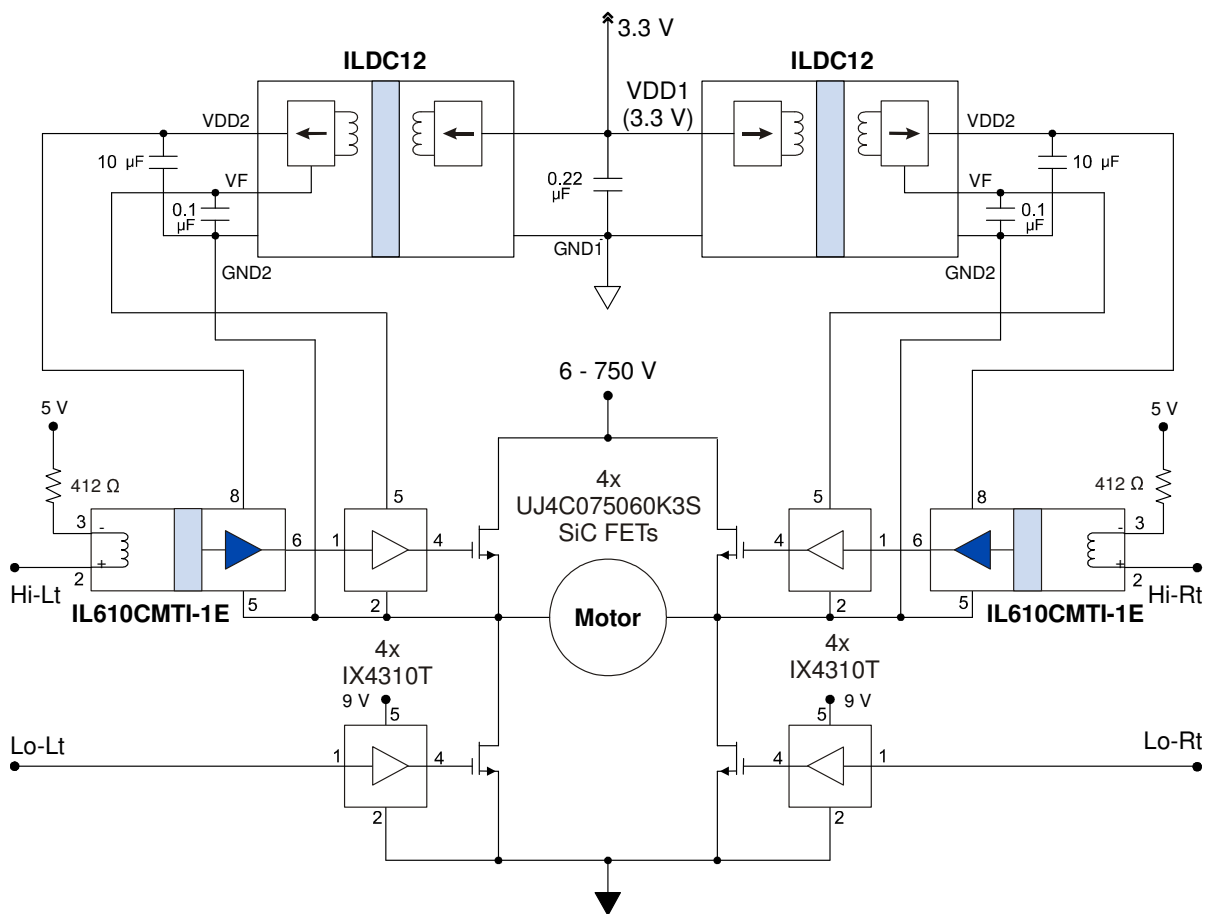 3.3 V
ILDC12
ILDC12
VDD1
(3.3 V)
VDD2
VDD2
10 µF
10 µF
VF
VF
0.1
µF
0.22
µF
0.1
µF
GND1
GND2
GND2
6 - 750 V
5 V
5 V
412 Ω
412 Ω
4x
UJ4C075060K3S
SiC FETs
8
5
5
8
3
-
6
1
4
4
1
6
-
3
2
+
+
2
Hi-Lt
Hi-Rt
5
2
2
5
IL610CMTI-1E
IL610CMTI-1E
Motor
4x
IX4310T
4x
IX4310T
9 V
9 V
5
5
Lo-Lt
Lo-Rt
1
4
4
1
2
2